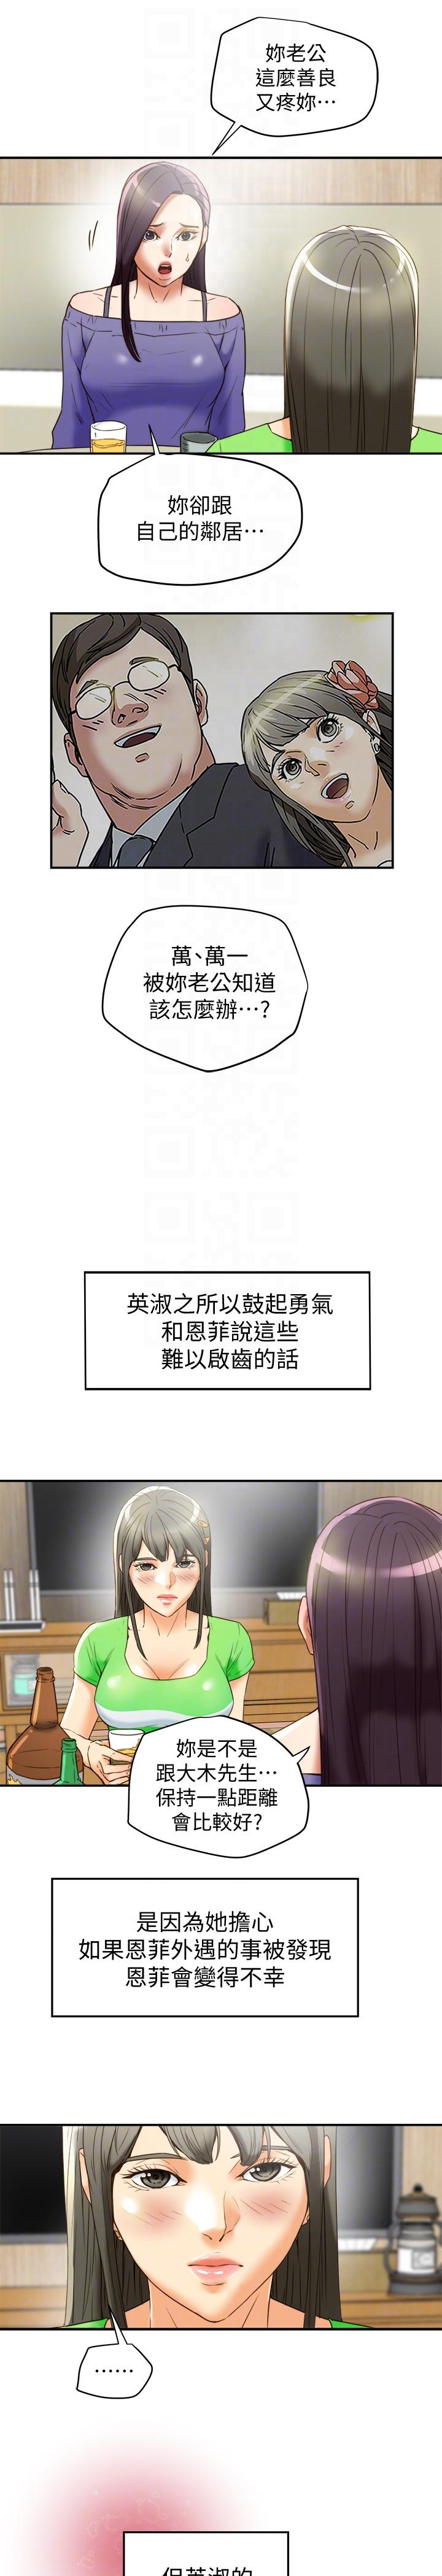 妳老公
這麼善良
又疼妳…
妳卻跟
自己的鄰居…
萬、萬一
被妳老公知道
該怎麼辦…?
英淑之所以鼓起勇氣
和恩菲說這些
難以啟齒的話
妳是不是
跟大木先生…
保持一點距離
會比較好?
是因為她擔心
如果恩菲外遇的事被發現
恩菲會變得不幸
……
但英淑的